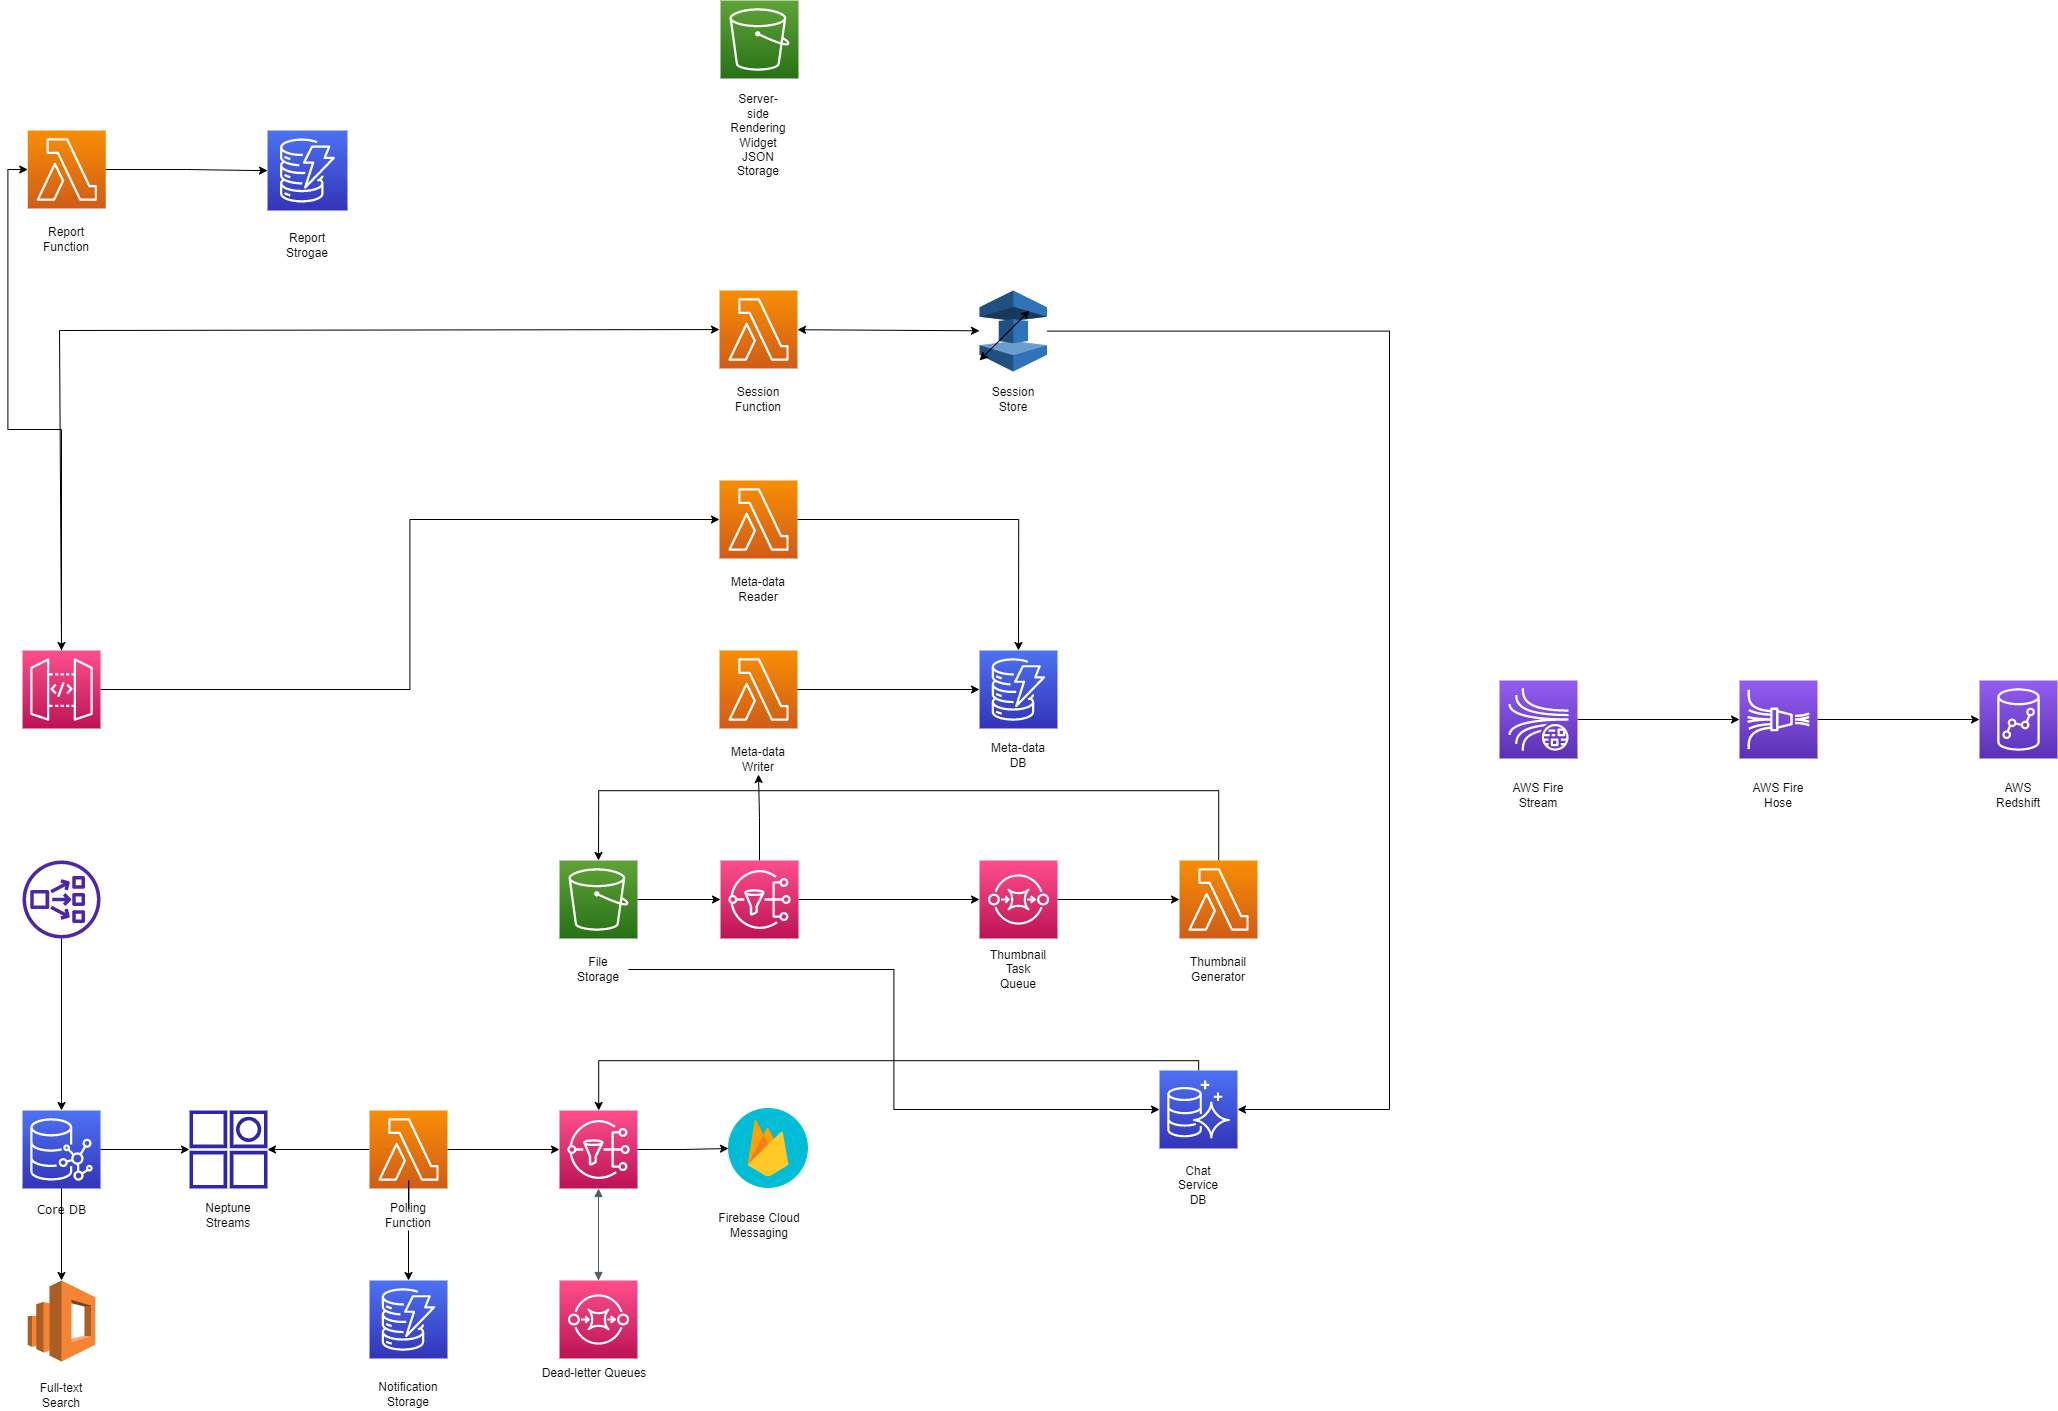 Server-
side
Rendering
Widget
JSON
Storage
Report
Function
Report
Strogae
Session
Function
Session
Store
Meta-data
Reader
</>
Meta-data
Writer
Meta-data
DB
AWS Fire
Stream
AWS Fire
Hose
AWS
Redshift
File
Storage
Thumbnail
Task
Queue
Thumbnail
Generator
Chat
Service
DB
Core DB
Neptune
Streams
Polling
Function
Firebase Cloud
Messaging
Full-text
Search
Notification
Storage
Dead-letter Queues